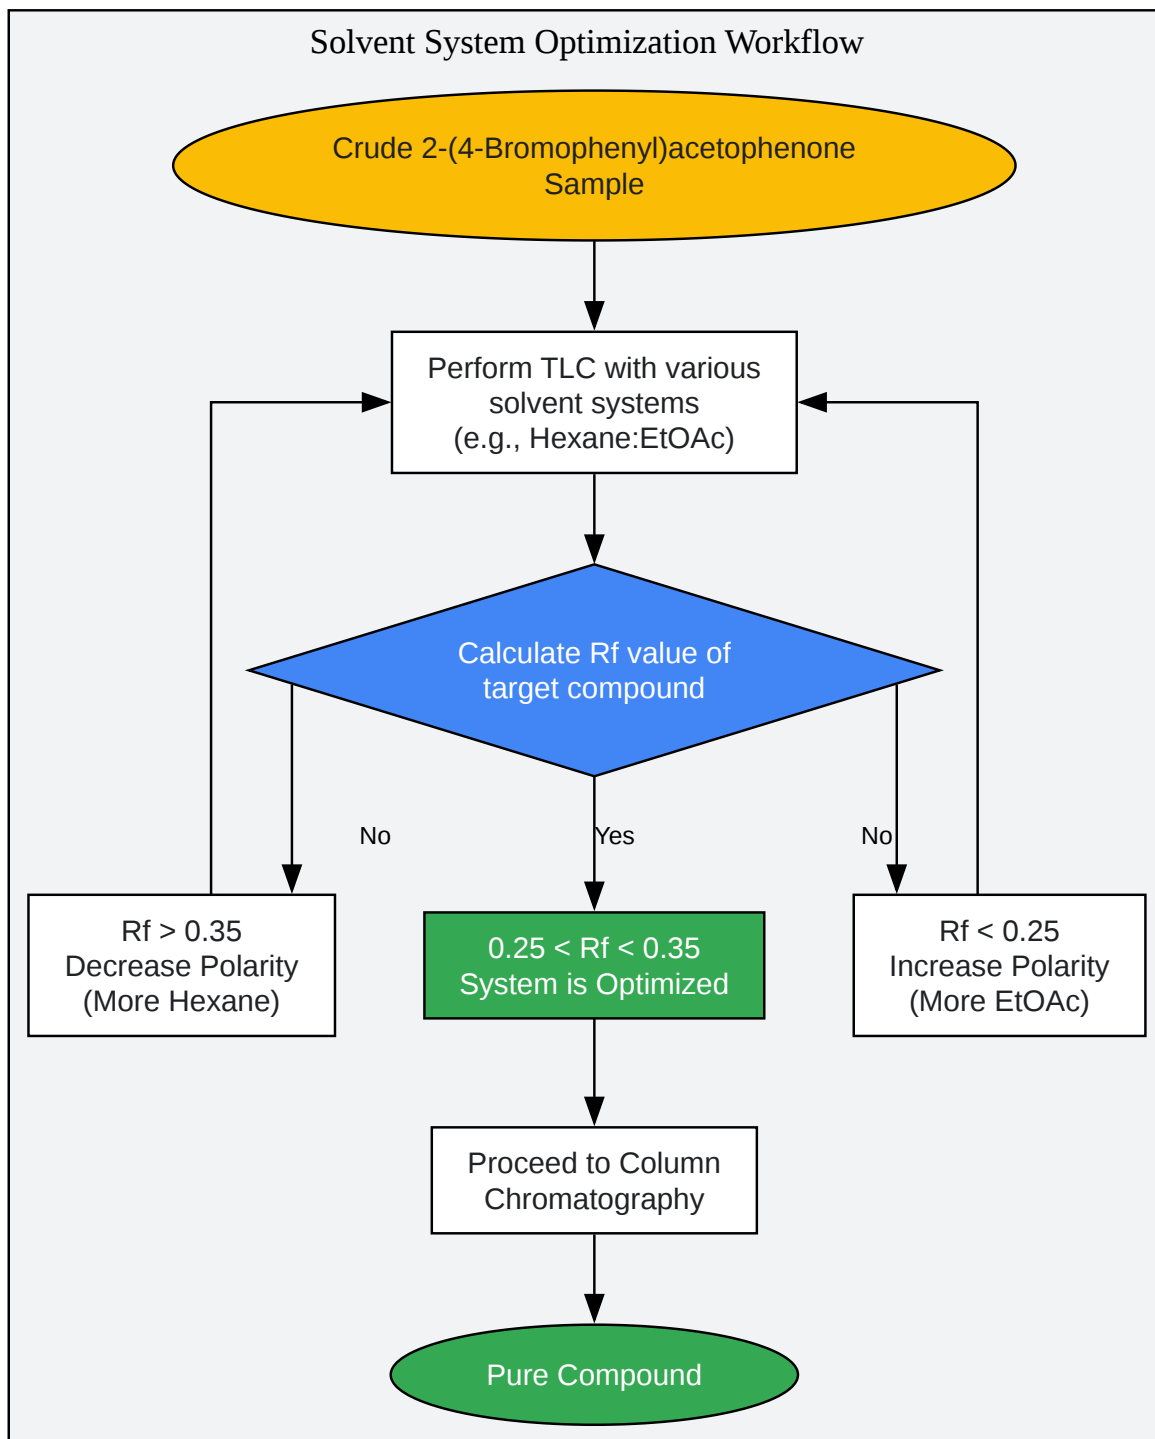 Solvent System Optimization Workflow
Crude 2-(4-Bromophenyl)acetophenone
Sample
Perform TLC with various
solvent systems
(e.g., Hexane:EtOAc)
Calculate Rf value of
target compound
No
Yes
No
Rf > 0.35
Decrease Polarity
(More Hexane)
0.25 < Rf < 0.35
System is Optimized
Rf < 0.25
Increase Polarity
(More EtOAc)
Proceed to Column
Chromatography
Pure Compound